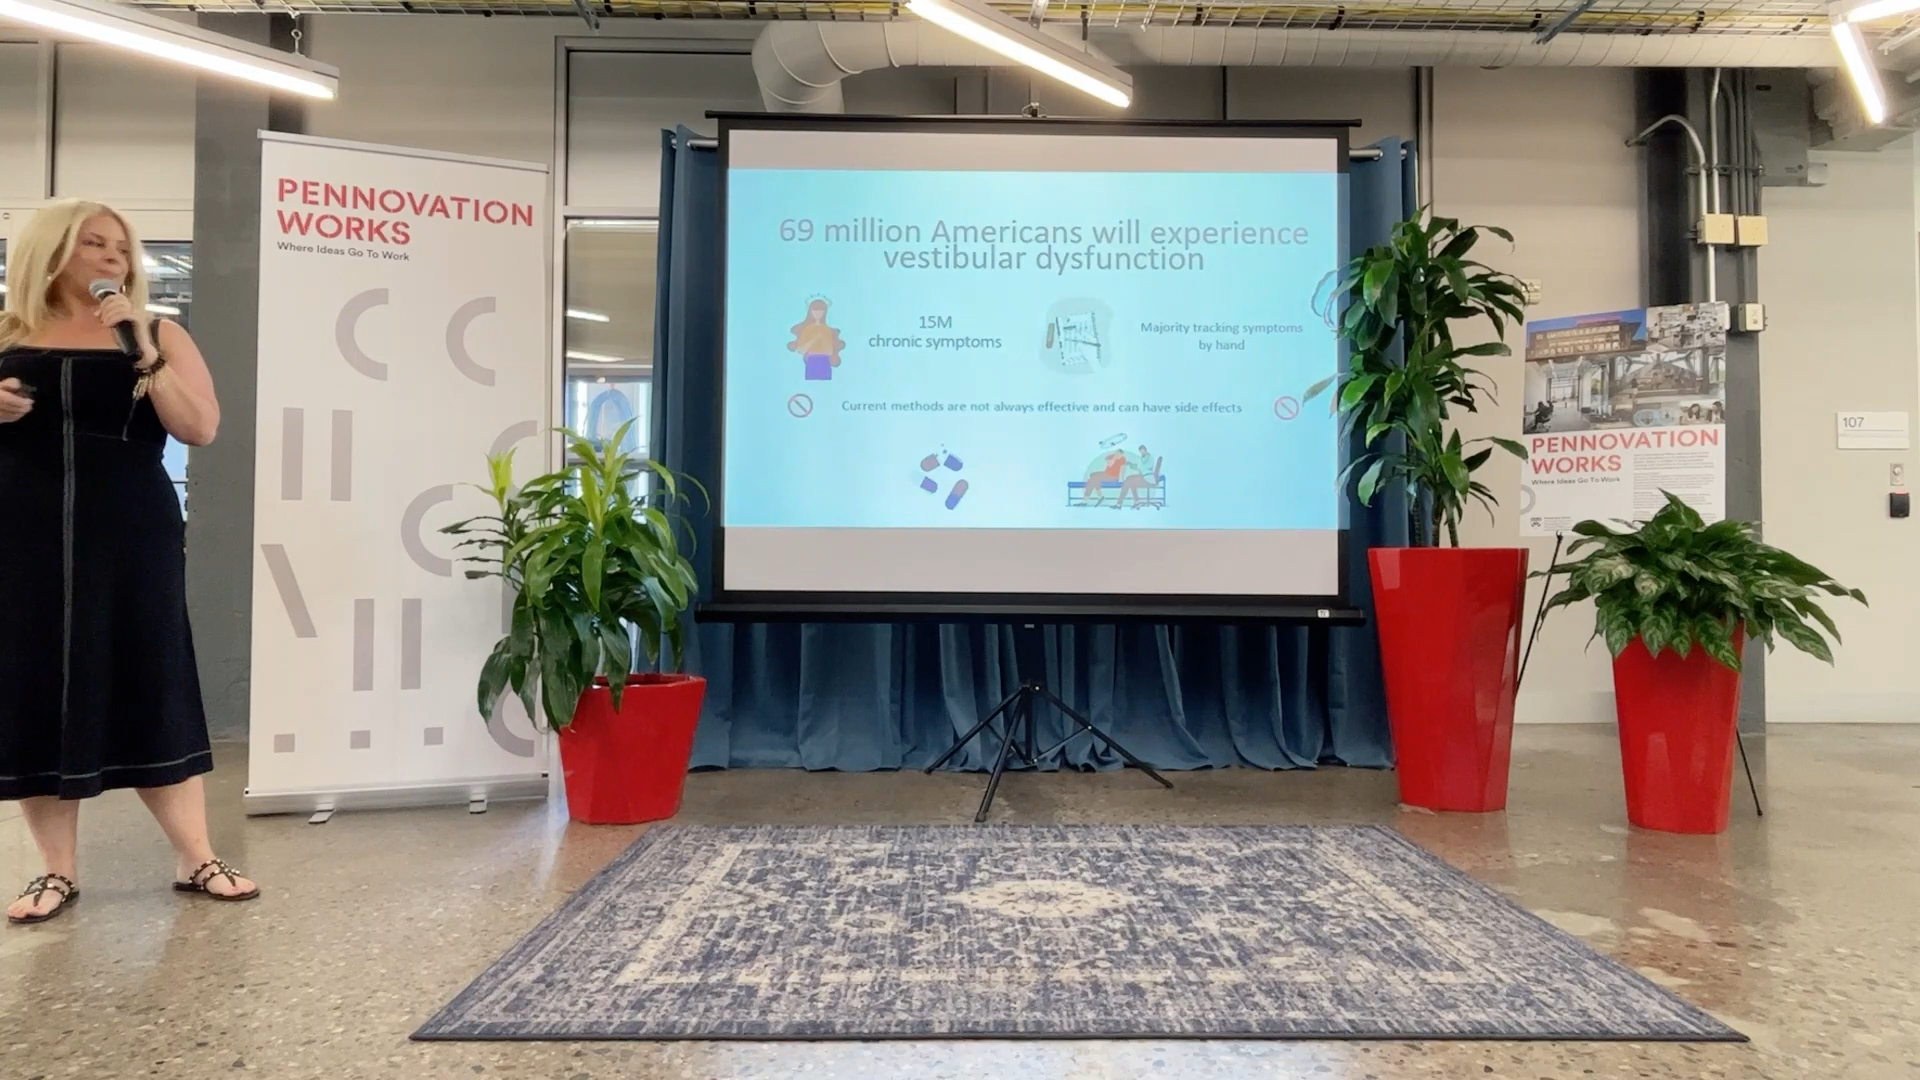 PENNOVATION
WORKS
Where Ideas Go To Work
69 million Americans will experience
vestibular dysfunction
15M
chronic symptoms
Majority tracking symptoms
by hand
Current methods are not always effective and can have side effects
PENNOVATION
WORKS
Where Ideas Go To Work
107